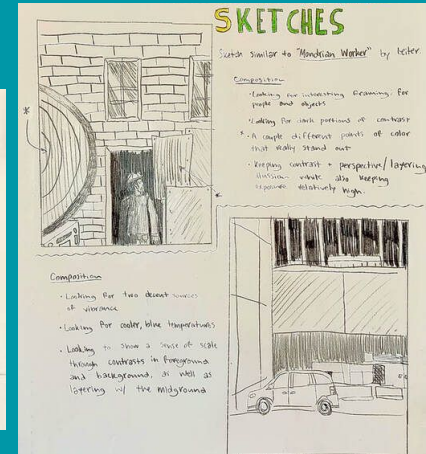 SKETCHES
Sketch similar to "Mondrian Worker" by Leiter.
Composition
· Looking for interesting framing for
people and objects
· Looking for dark portions of contrast
· A couple different points of color
that really stand out
· Keeping contrast + perspective/layering
illusion while also keeping
exposure relatively high.
Composition
· Looking for two decent sources
of vibrance
· Looking for cooler, blue temperatures
· Looking to show a sense of scale
through contrasts in foreground
and background, as well as
layering w/ the midground